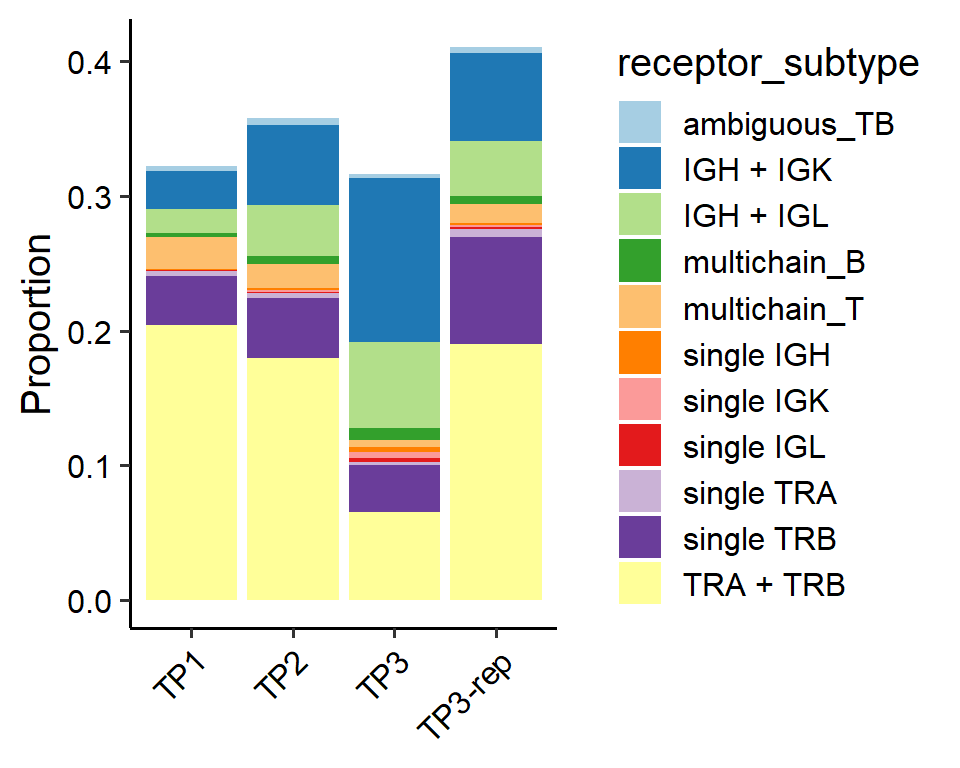 receptor_subtype
ambiguous_TB
IGH + IGK
IGH + IGL
multichain_B
multichain_T
single IGH
single IGK
single IGL
single TRA
single TRB
TRA + TRB
Proportion
0.4
0.3
0.2
0.1
0.0
TP1
TP2
TP3
TP3-rep